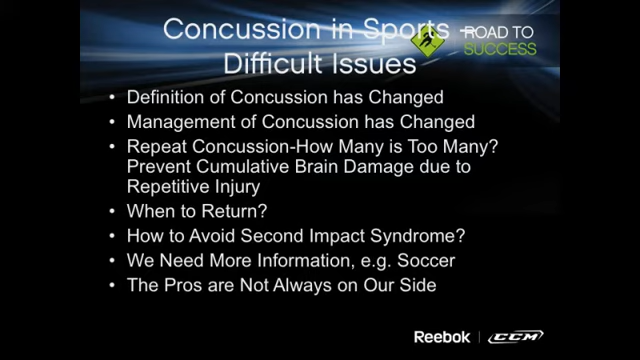 Concussion in Sports -
Difficult Issues
ROAD TO
SUCCESS
• Definition of Concussion has Changed
• Management of Concussion has Changed
• Repeat Concussion-How Many is Too Many?
Prevent Cumulative Brain Damage due to
Repetitive Injury
• When to Return?
• How to Avoid Second Impact Syndrome?
• We Need More Information, e.g. Soccer
• The Pros are Not Always on Our Side
Reebok | CCM